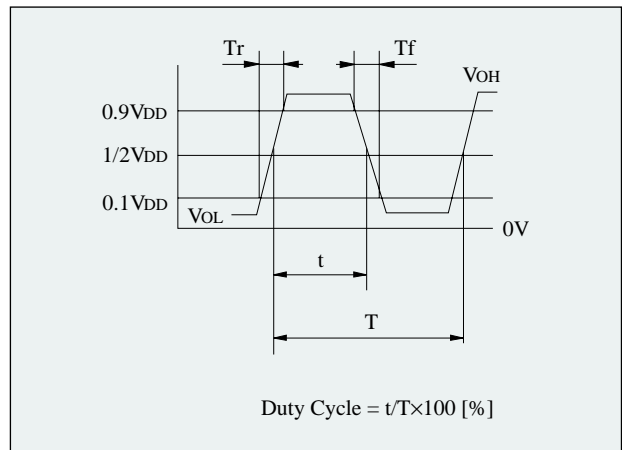 Tr
Tf
VOH
0.9VDD
1/2VDD
0.1VDD
VOL
0V
t
T
Duty Cycle = t/T×100 [%]